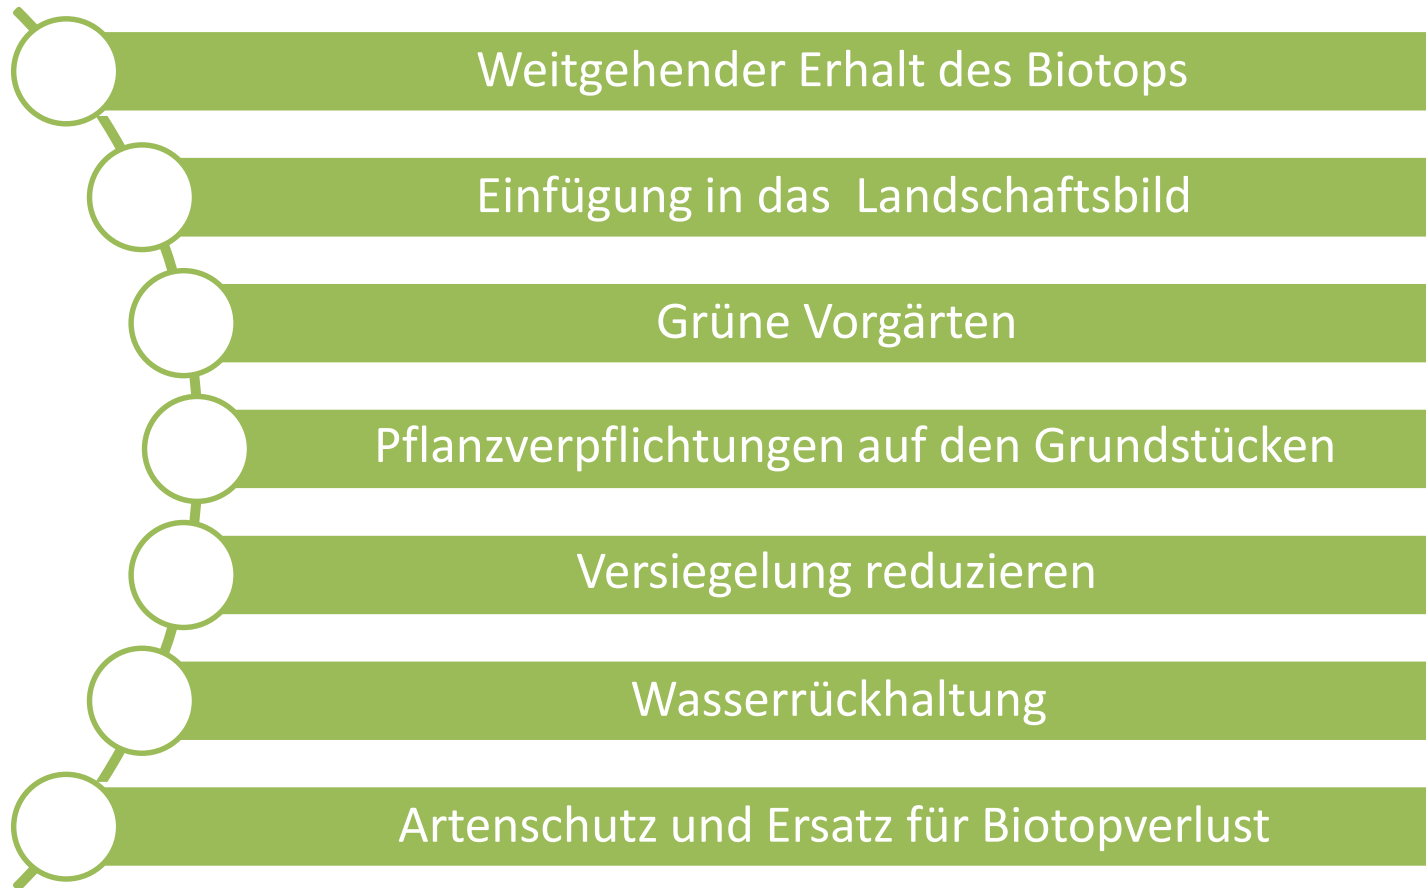 Weitgehender Erhalt des Biotops
Einfügung in das  Landschaftsbild
Grüne Vorgärten
Pflanzverpflichtungen auf den Grundstücken
Versiegelung reduzieren
Wasserrückhaltung
Artenschutz und Ersatz für Biotopverlust